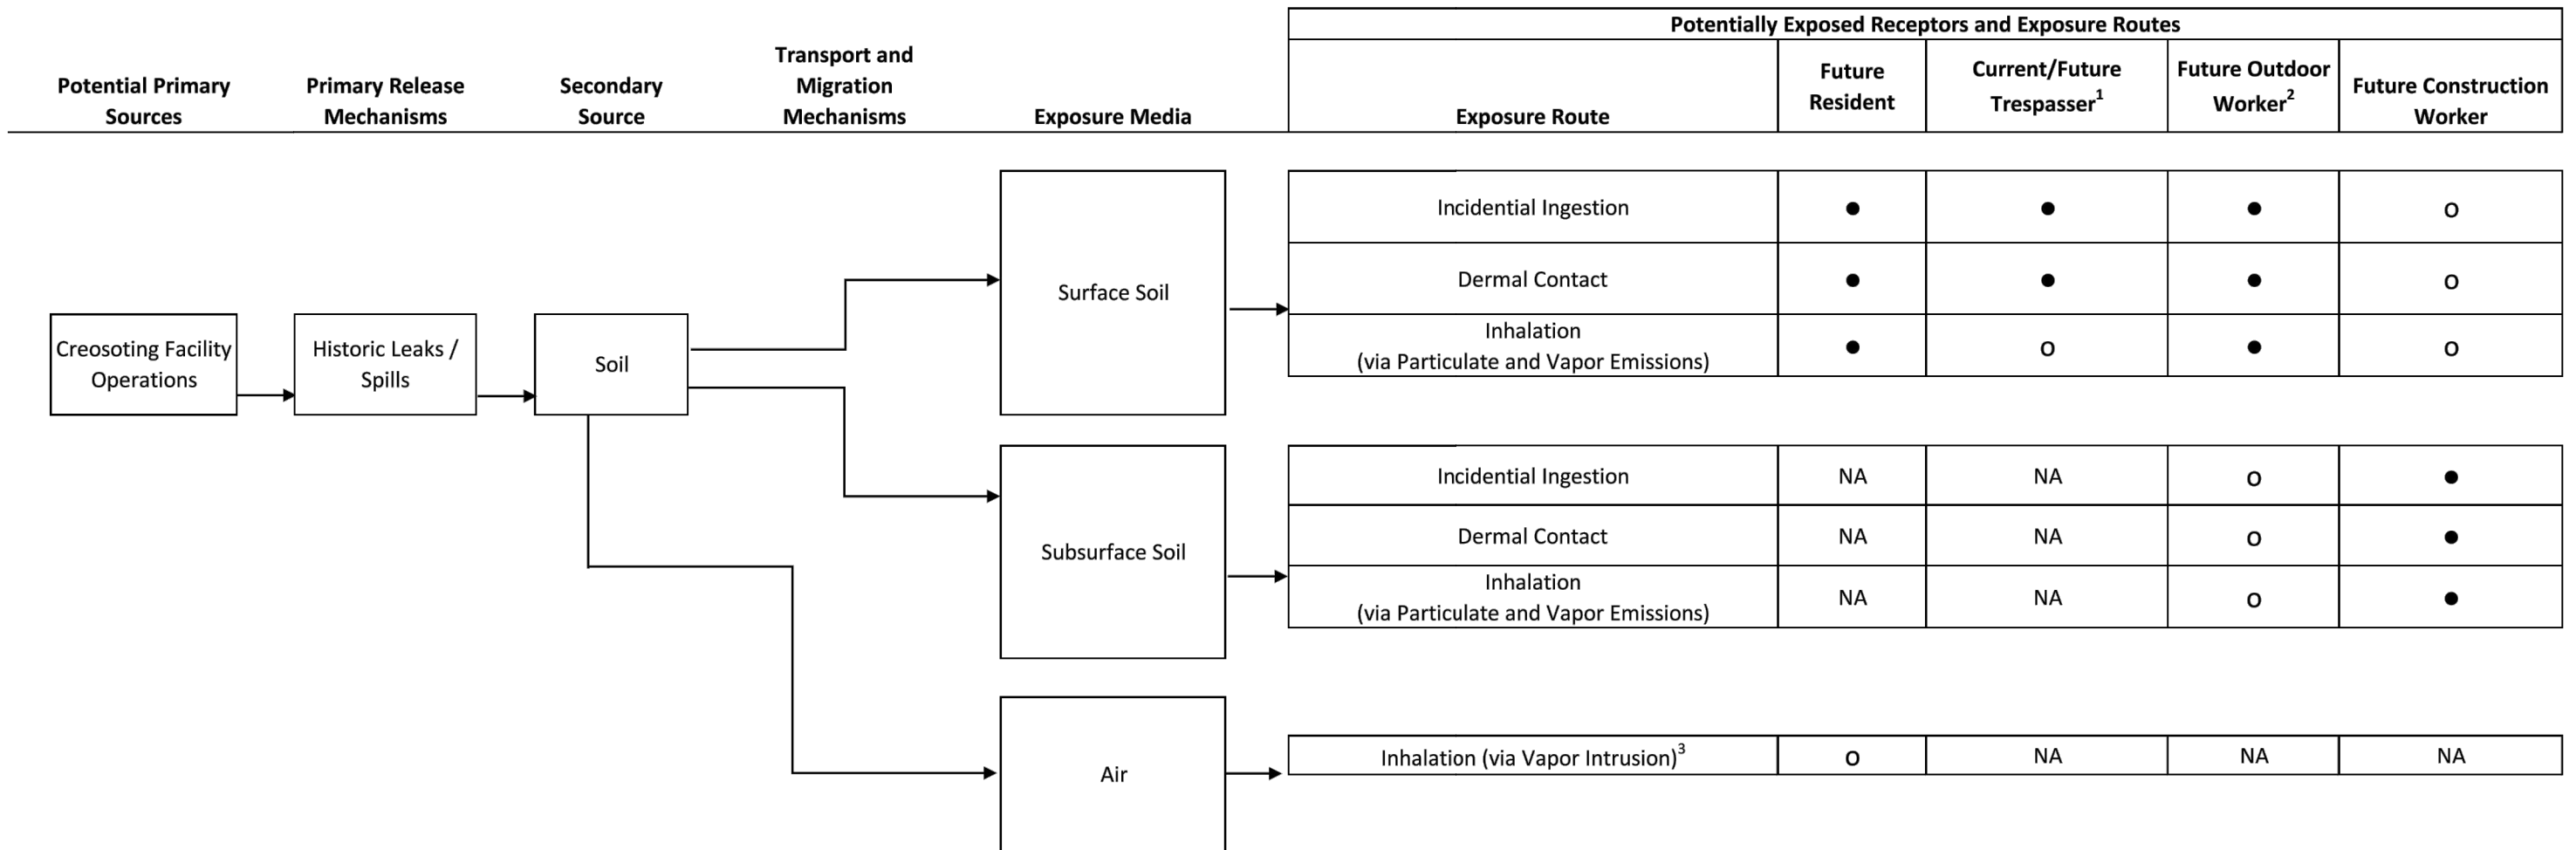 Potentially Exposed Receptors and Exposure Routes
Potential Primary
Sources
Primary Release
Mechanisms
Secondary
Source
Transport and
Migration
Mechanisms
Exposure Media
Exposure Route
Future
Resident
Current/Future
Trespasser1
Future Outdoor
Worker2
Future Construction
Worker
Creosoting Facility
Operations
Historic Leaks /
Spills
Soil
Surface Soil
Incidential Ingestion ● ● ● o
Dermal Contact ● ● ● o
Inhalation
(via Particulate and Vapor Emissions) ● o ● o
Subsurface Soil
Incidential Ingestion NA NA o ●
Dermal Contact NA NA o ●
Inhalation
(via Particulate and Vapor Emissions) NA NA o ●
Air
Inhalation (via Vapor Intrusion)3 o NA NA NA